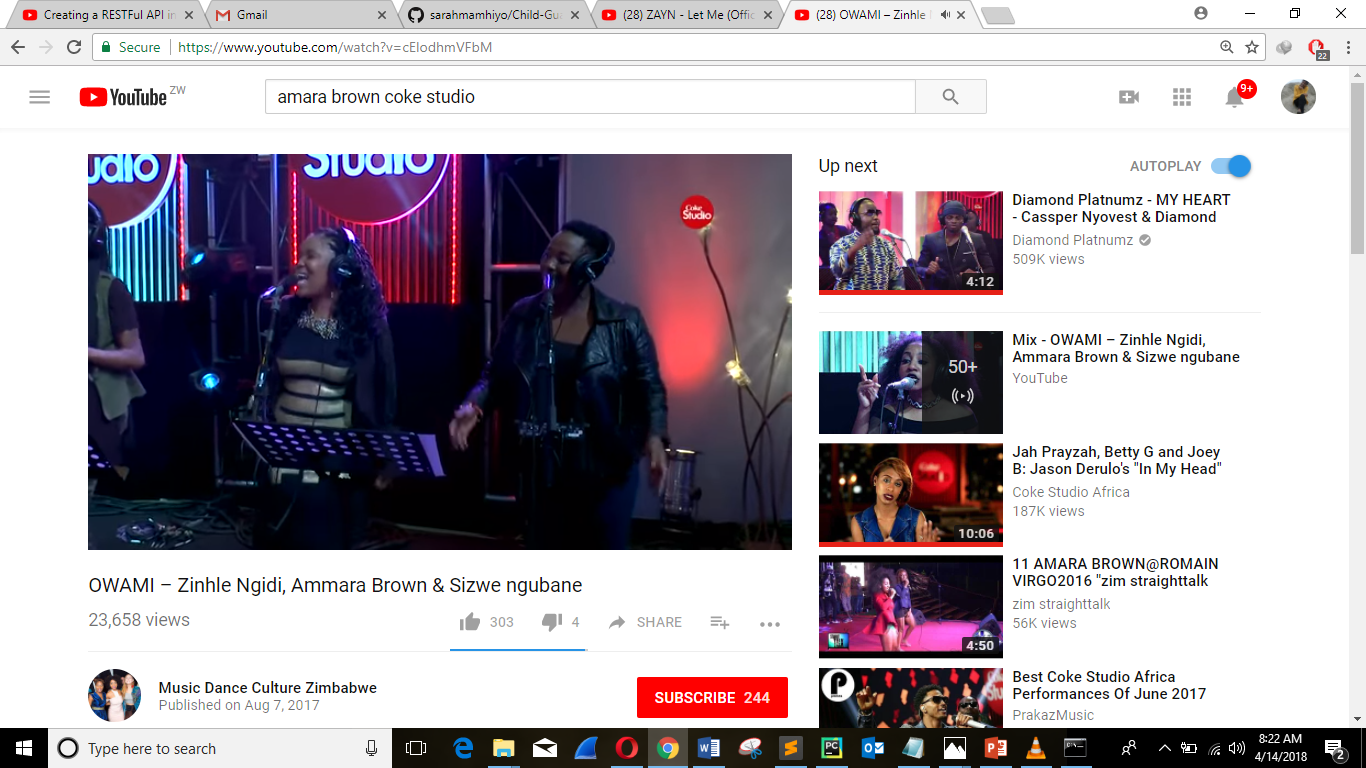 Creating a RESTFul API in
Gmail
sarahmamhiyo/Child-Gu
(28) ZAYN - Let Me (Offic
(28) OWAMI – Zinhle
Secure
https://www.youtube.com/watch?v=cEIodhmVFbM
22
YouTube ZW
amara brown coke studio
9+
udio
Studio
Coke
Studio
OWAMI – Zinhle Ngidi, Ammara Brown & Sizwe ngubane
23,658 views
303
4
SHARE
Music Dance Culture Zimbabwe
Published on Aug 7, 2017
SUBSCRIBE 244
Up next
AUTOPLAY
4:12
Diamond Platnumz - MY HEART
- Cassper Nyovest & Diamond
Diamond Platnumz
509K views
50+
Mix - OWAMI – Zinhle Ngidi,
Ammara Brown & Sizwe ngubane
YouTube
10:06
Jah Prayzah, Betty G and Joey
B: Jason Derulo's "In My Head"
Coke Studio Africa
187K views
4:50
11 AMARA BROWN@ROMAIN
VIRGO2016 "zim straighttalk
zim straighttalk
56K views
Best Coke Studio Africa
Performances Of June 2017
PrakazMusic
Type here to search
8:22 AM
4/14/2018
2